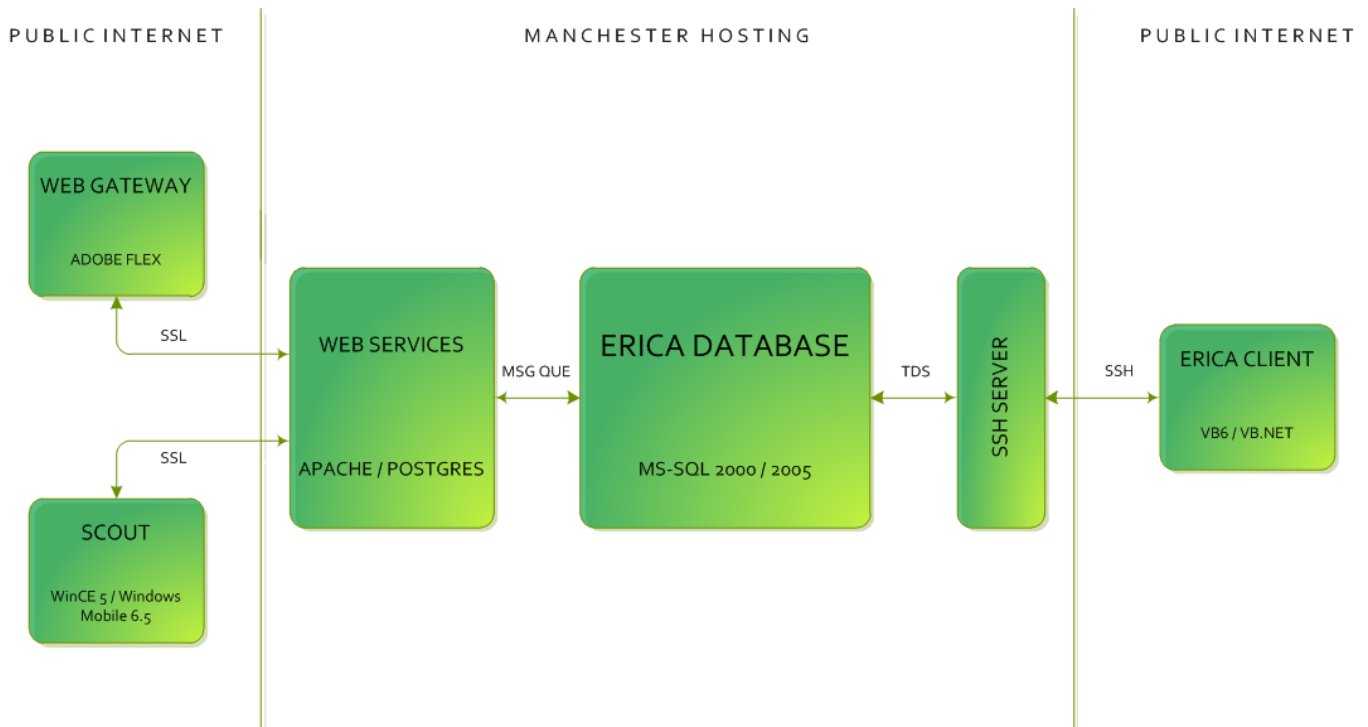 PUBLIC INTERNET
MANCHESTER HOSTING
PUBLIC INTERNET
WEB GATEWAY
ADOBE FLEX
SSL
WEB SERVICES
APACHE / POSTGRES
MSG QUE
ERICA DATABASE
MS-SQL 2000 / 2005
TDS
SSH SERVER
SSH
ERICA CLIENT
VB6 / VB.NET
SSL
SCOUT
WinCE 5 / Windows
Mobile 6.5